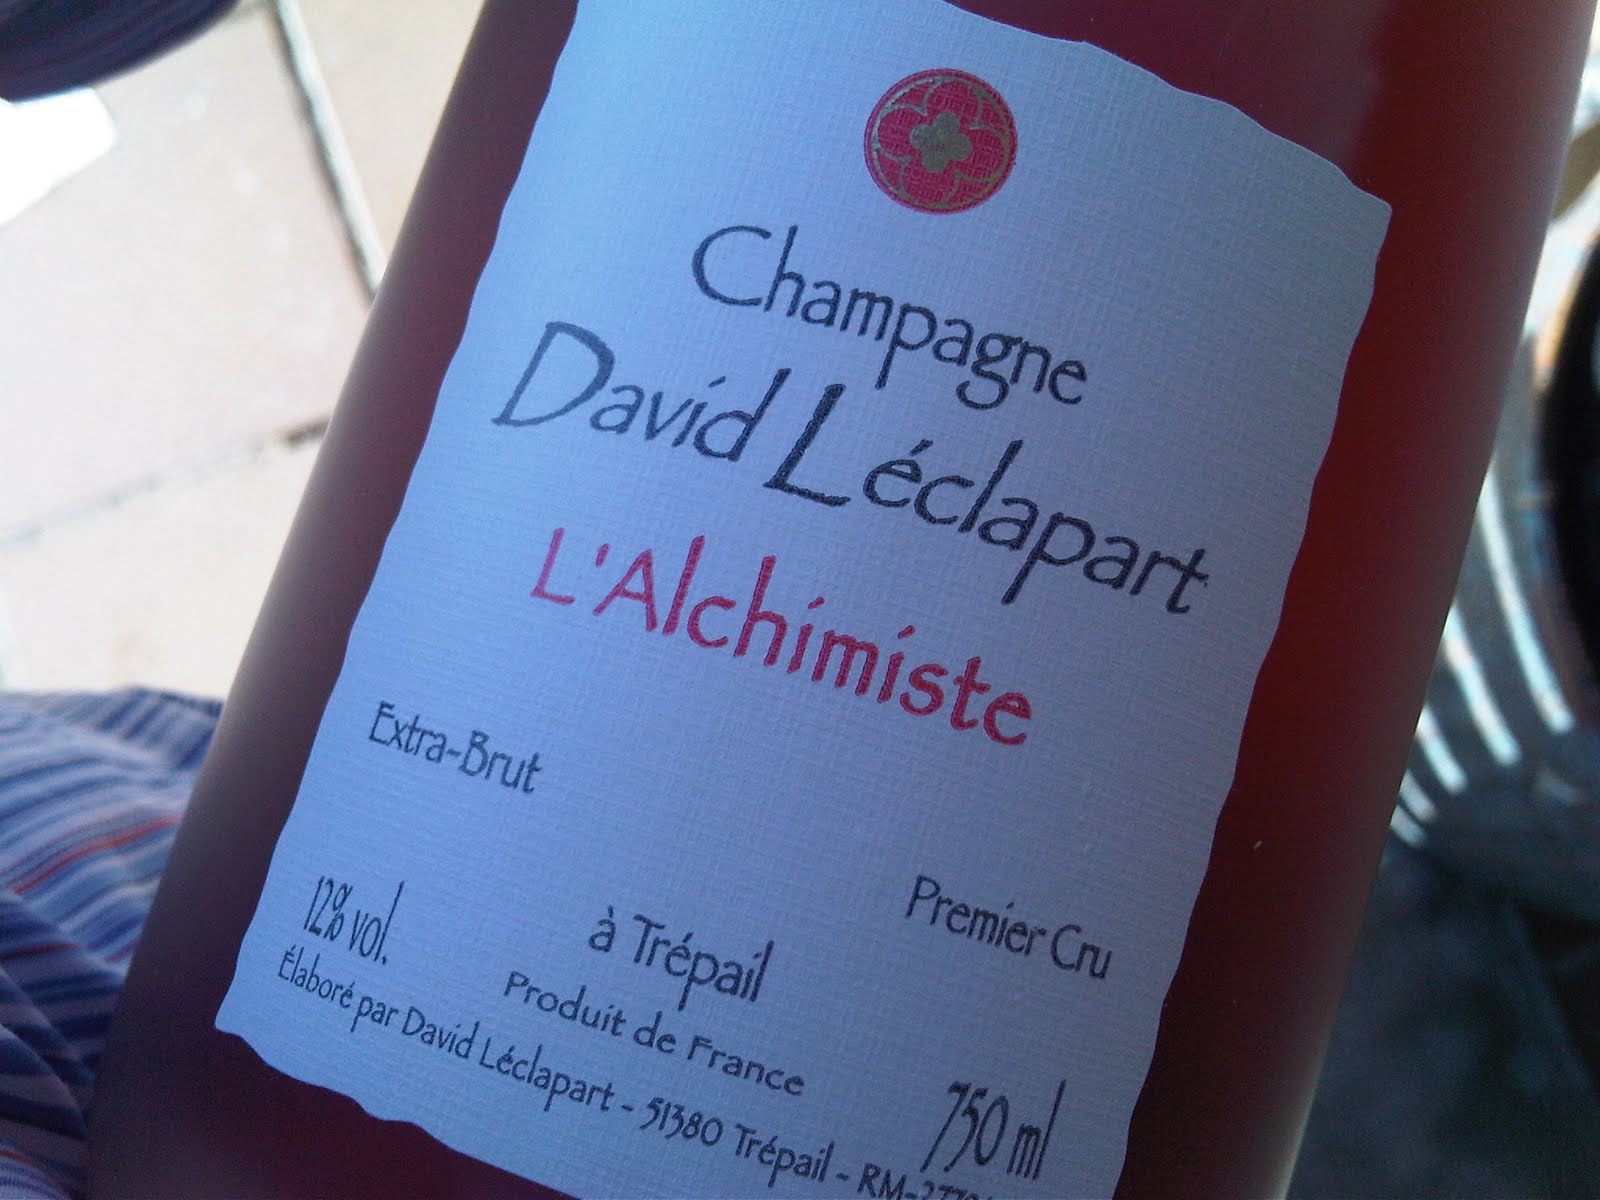 Champagne
David Léclapart
L'Alchimiste
Extra-Brut
Premier Cru
12% vol.
à Trépail
Produit de France
750 ml
Élaboré par David Léclapart - 51380 Trépail - RM-